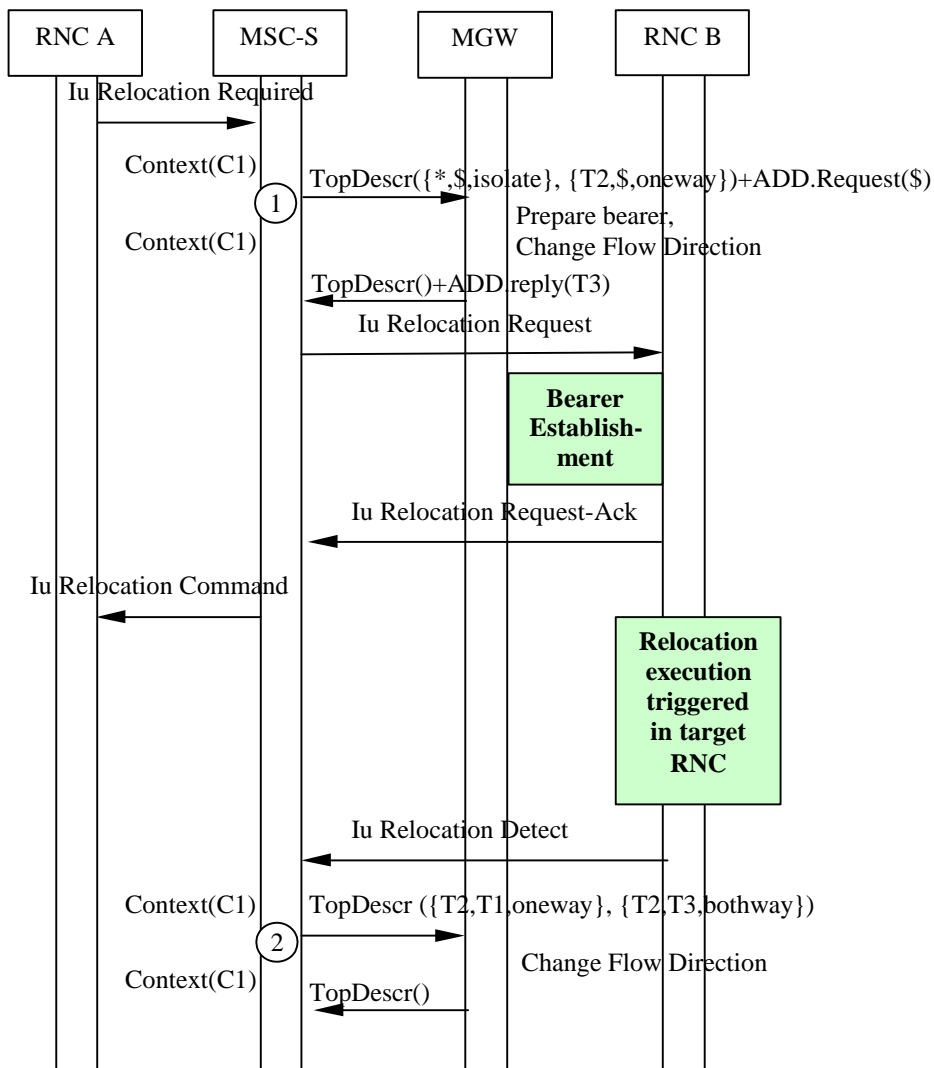 RNC A
MSC-S
MGW
RNC B
Iu Relocation Required
Context(C1)
TopDescr({*,$,isolate}, {T2,$,oneway})+ADD.Request($)
1
Prepare bearer,
Change Flow Direction
Context(C1)
TopDescr()+ADD.reply(T3)
Iu Relocation Request
Bearer
Establish-
ment
Iu Relocation Request-Ack
Iu Relocation Command
Relocation
execution
triggered
in target
RNC
Iu Relocation Detect
Context(C1)
TopDescr ({T2,T1,oneway}, {T2,T3,bothway})
2
Change Flow Direction
Context(C1)
TopDescr()